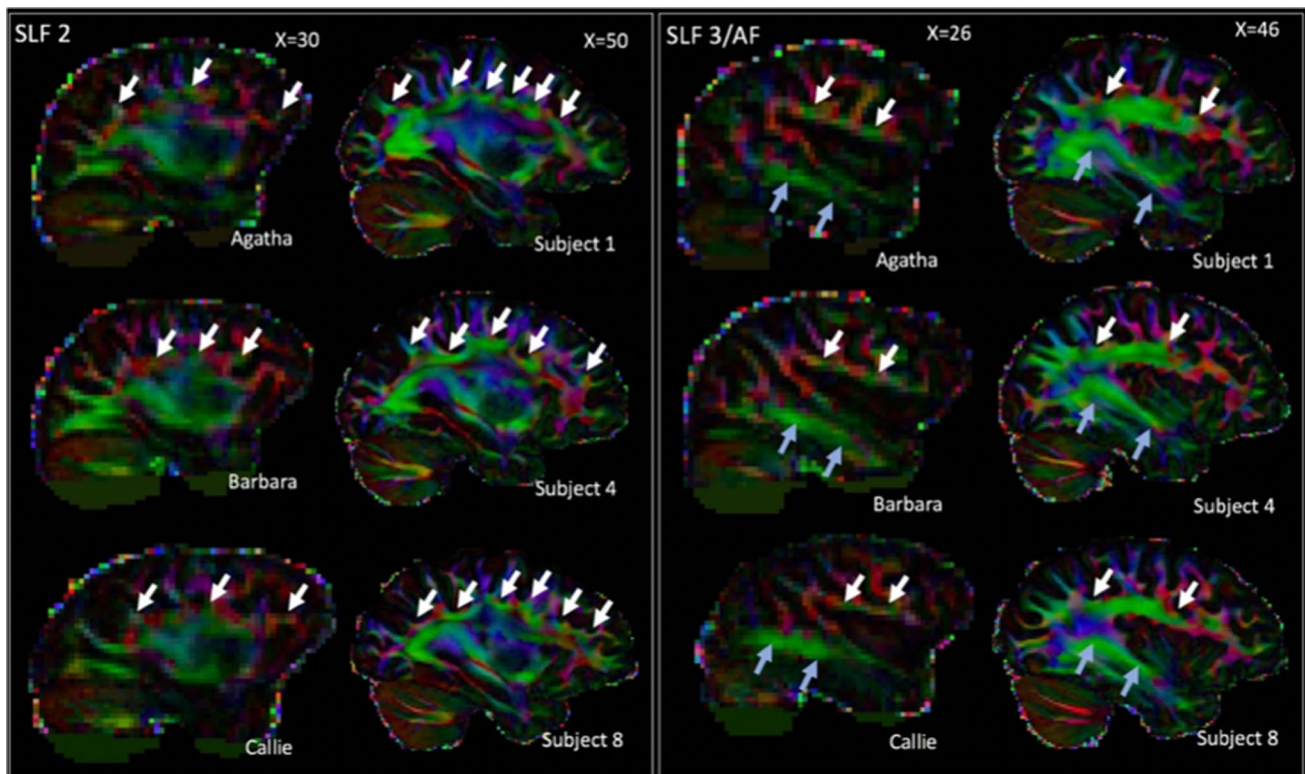 SLF 2
X=30
X=50
Agatha
Subject 1
Barbara
Subject 4
Callie
Subject 8
SLF 3/AF
X=26
X=46
Agatha
Subject 1
Barbara
Subject 4
Callie
Subject 8